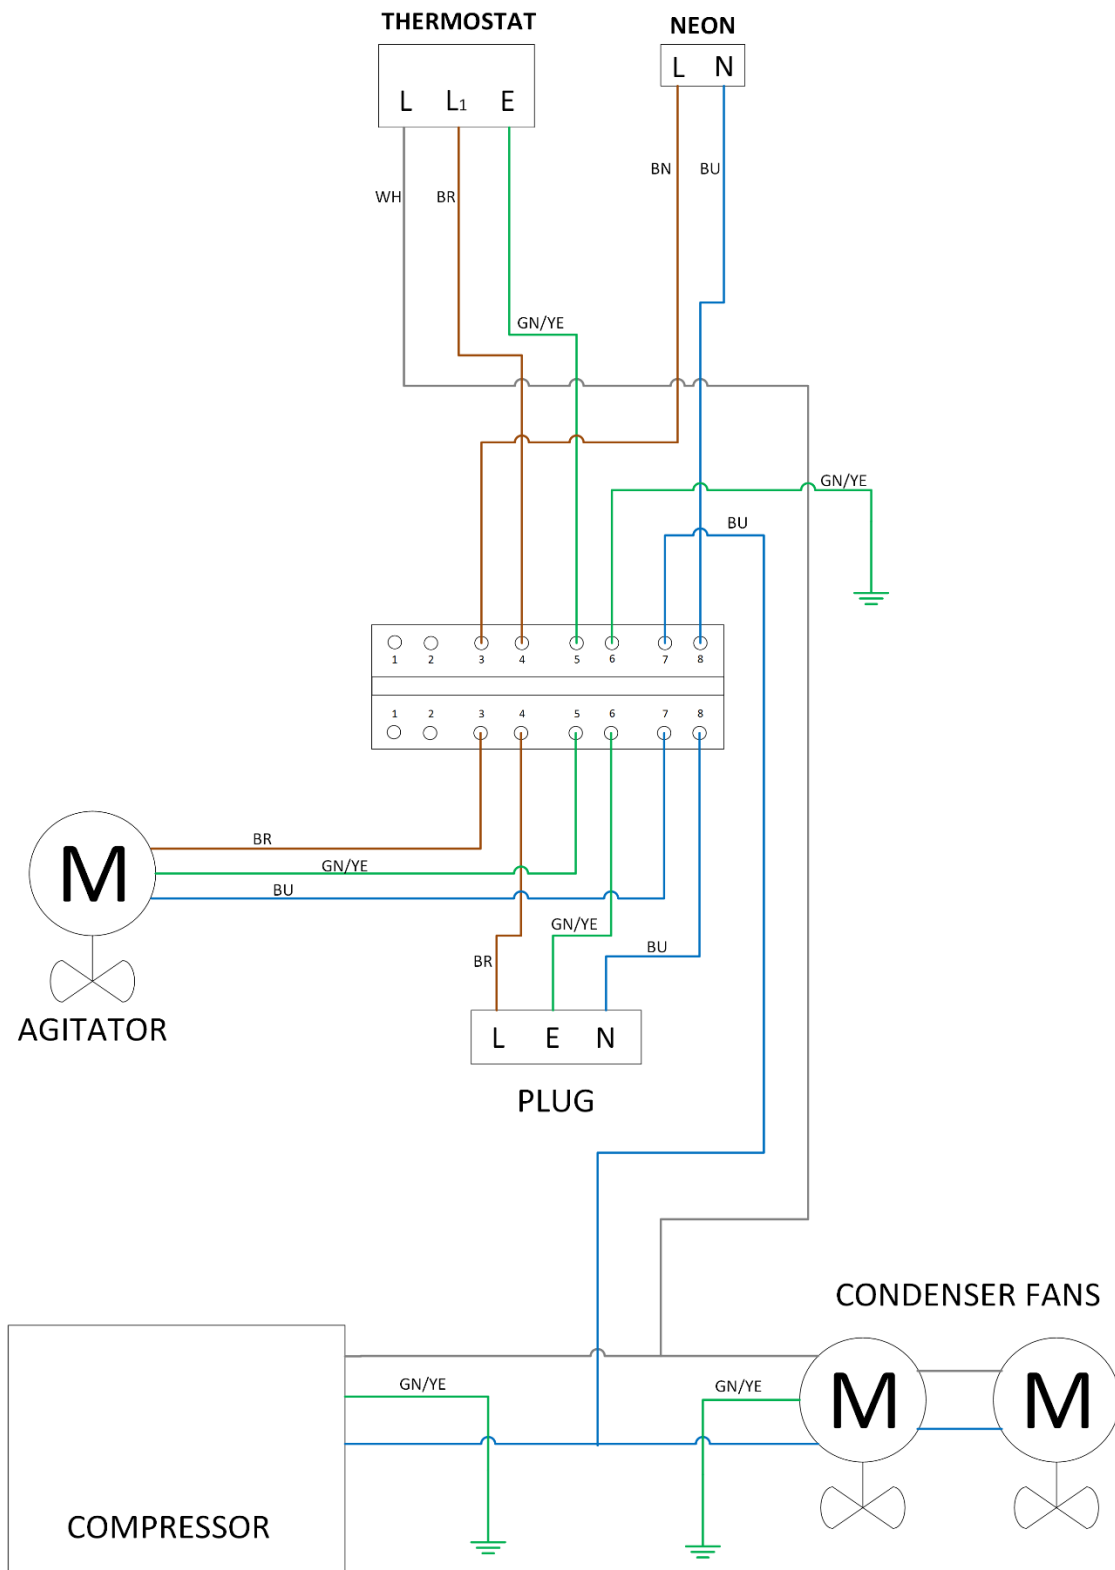 THERMOSTAT
NEON
L N
L L1 E
BN BU
WH BR
GN/YE
GN/YE
BU
1 2 3 4 5 6 7 8
1 2 3 4 5 6 7 8
BR
M
GN/YE
BU
GN/YE
BU
BR
AGITATOR
L E N
PLUG
CONDENSER FANS
GN/YE
GN/YE
M M
COMPRESSOR